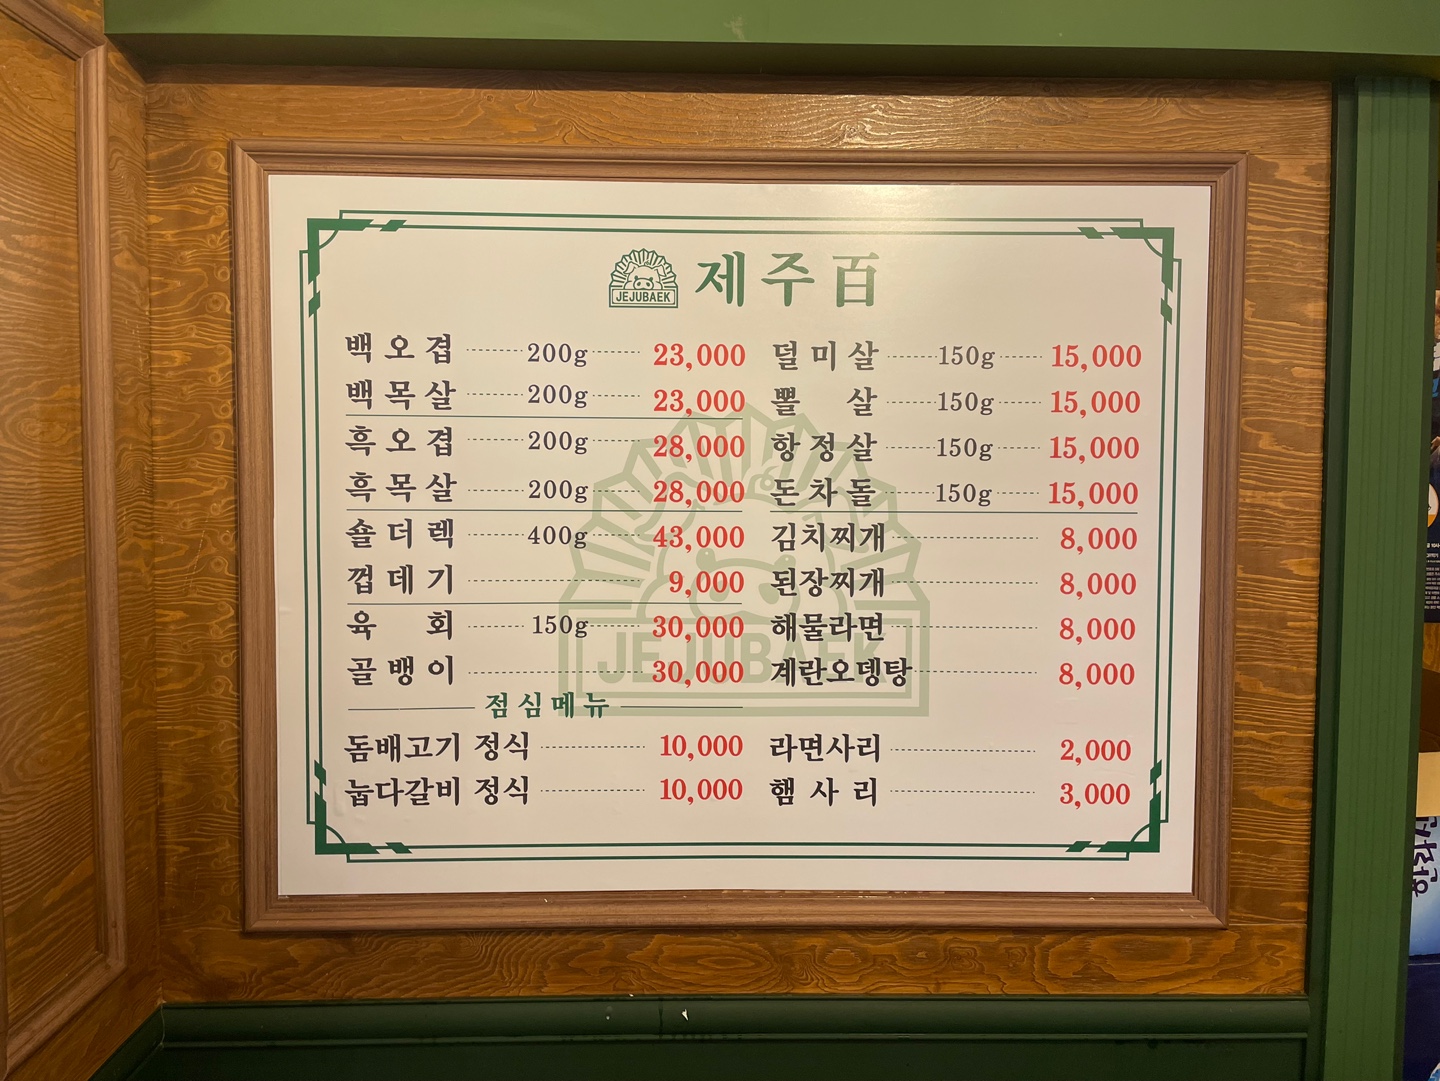 JEJUBAEK
제주百
백오겹 200g 23,000
백목살 200g 23,000
흑오겹 200g 28,000
흑목살 200g 28,000
숄더렉 400g 43,000
껍데기 9,000
육회 150g 30,000
골뱅이 30,000
점심메뉴
돔배고기 정식 10,000
눕다갈비 정식 10,000
덜미살 150g 15,000
뽈살 150g 15,000
항정살 150g 15,000
돈차돌 150g 15,000
김치찌개 8,000
된장찌개 8,000
해물라면 8,000
계란오뎅탕 8,000
라면사리 2,000
햄사리 3,000
JEJUBAEK